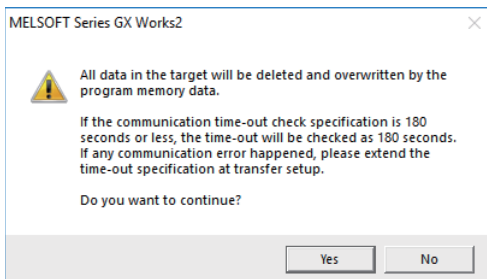 MELSOFT Series GX Works2
All data in the target will be deleted and overwritten by the
program memory data.
If the communication time-out check specification is 180
seconds or less, the time-out will be checked as 180 seconds.
If any communication error happened, please extend the
time-out specification at transfer setup.
Do you want to continue?
Yes
No